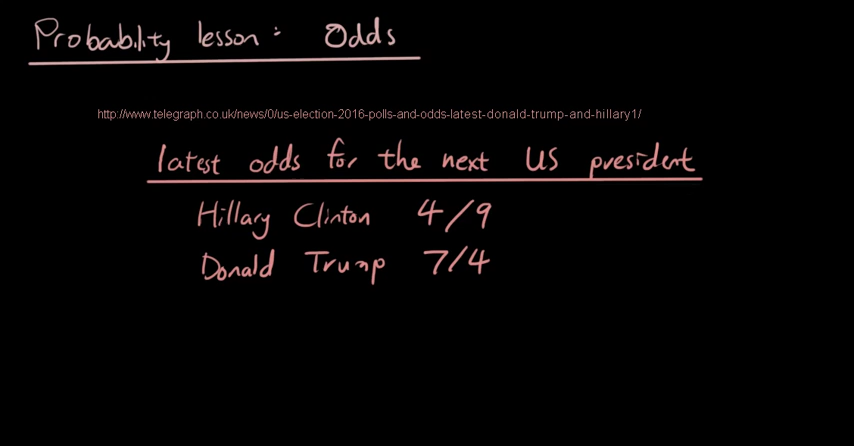 Probability lesson: Odds
http://www.telegraph.co.uk/news/0/us-election-2016-polls-and-odds-latest-donald-trump-and-hillary1/
latest odds for the next US president
Hillary Clinton 4/9
Donald Trump 7/4